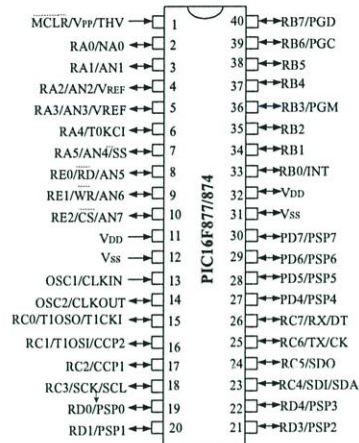 MCLR/VPP/THV 1
RA0/NA0 2
RA1/AN1 3
RA2/AN2/VREF 4
RA3/AN3/VREF 5
RA4/T0KCI 6
RA5/AN4/SS 7
RE0/RD/AN5 8
RE1/WR/AN6 9
RE2/CS/AN7 10
VDD 11
Vss 12
OSC1/CLKIN 13
OSC2/CLKOUT 14
RC0/T1OSO/T1CKI 15
RC1/T1OSI/CCP2 16
RC2/CCP1 17
RC3/SCK/SCL 18
RD0/PSP0 19
RD1/PSP1 20
PIC16F877/874
40 RB7/PGD
39 RB6/PGC
38 RB5
37 RB4
36 RB3/PGM
35 RB2
34 RB1
33 RB0/INT
32 VDD
31 Vss
30 PD7/PSP7
29 PD6/PSP6
28 PD5/PSP5
27 PD4/PSP4
26 RC7/RX/DT
25 RC6/TX/CK
24 RC5/SDO
23 RC4/SDI/SDA
22 RD4/PSP3
21 RD3/PSP2